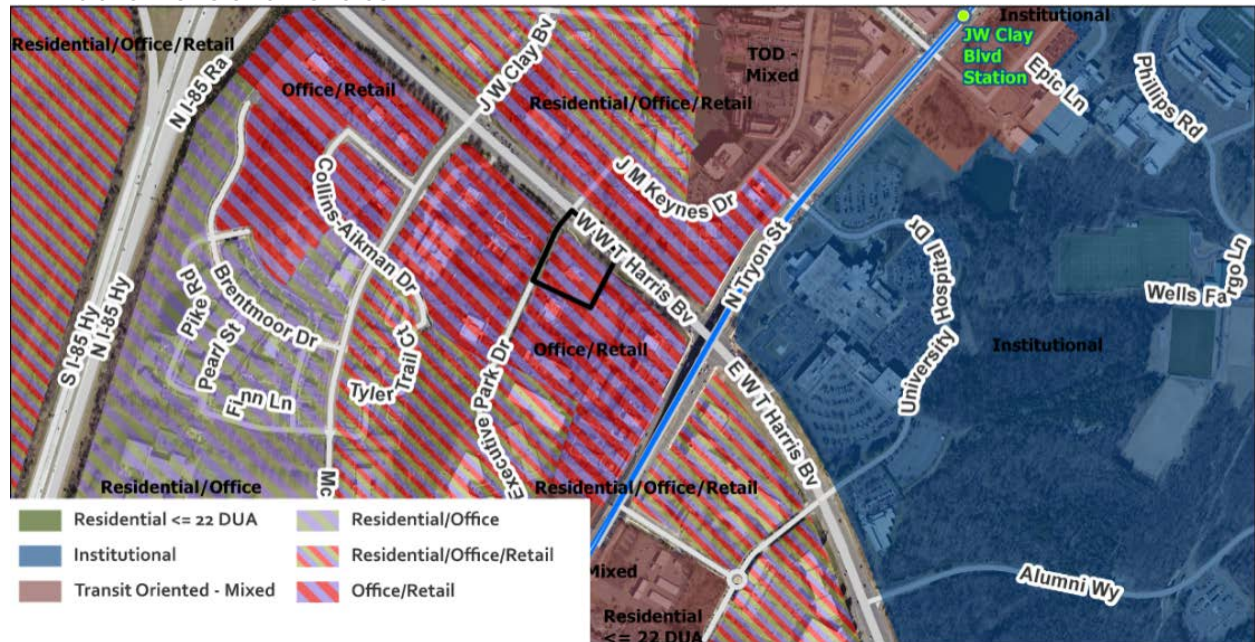 Institutional
JW Clay
Blvd
Station
Residential/Office/Retail
N I-85 Ra
Office/Retail
J W Clay Bv
Residential/Office/Retail
TOD -
Mixed
Epic Ln
Phillips Rd
Collins-Aikman Dr
J M Keynes Dr
W W T Harris Bv
N Tryon St
University Hospital Dr
Wells Fargo Ln
Pike Rd
Brentmoor Dr
Pearl St
Finn Ln
Tyler Trail Ct
S I-85 Hy
N I-85 Hy
Executive Park Dr
Office/Retail
E W T Harris Bv
Institutional
Residential/Office
Mc
Residential/Office/Retail
Mixed
Residential
<= 22 DUA
Alumni Wy
Residential <= 22 DUA
Institutional
Transit Oriented - Mixed
Residential/Office
Residential/Office/Retail
Office/Retail